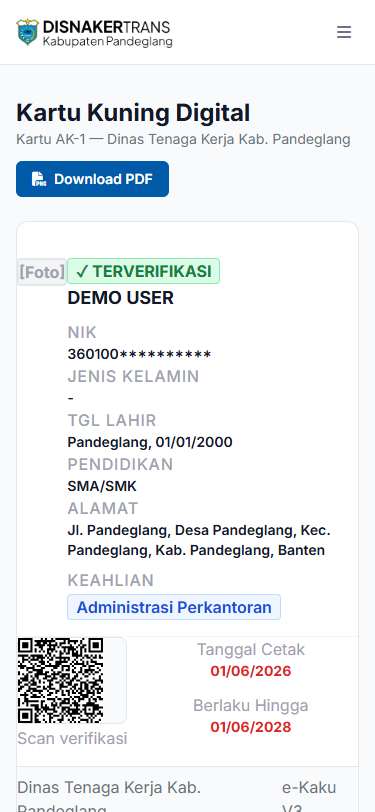 DISNAKERTRANS
Kabupaten Pandeglang
Kartu Kuning Digital
Kartu AK-1 — Dinas Tenaga Kerja Kab. Pandeglang
Download PDF
[Foto]
✓ TERVERIFIKASI
DEMO USER
NIK
360100**********
JENIS KELAMIN
-
TGL LAHIR
Pandeglang, 01/01/2000
PENDIDIKAN
SMA/SMK
ALAMAT
Jl. Pandeglang, Desa Pandeglang, Kec.
Pandeglang, Kab. Pandeglang, Banten
KEAHLIAN
Administrasi Perkantoran
Scan verifikasi
Tanggal Cetak
01/06/2026
Berlaku Hingga
01/06/2028
Dinas Tenaga Kerja Kab.
Pandeglang
e-Kaku
V3